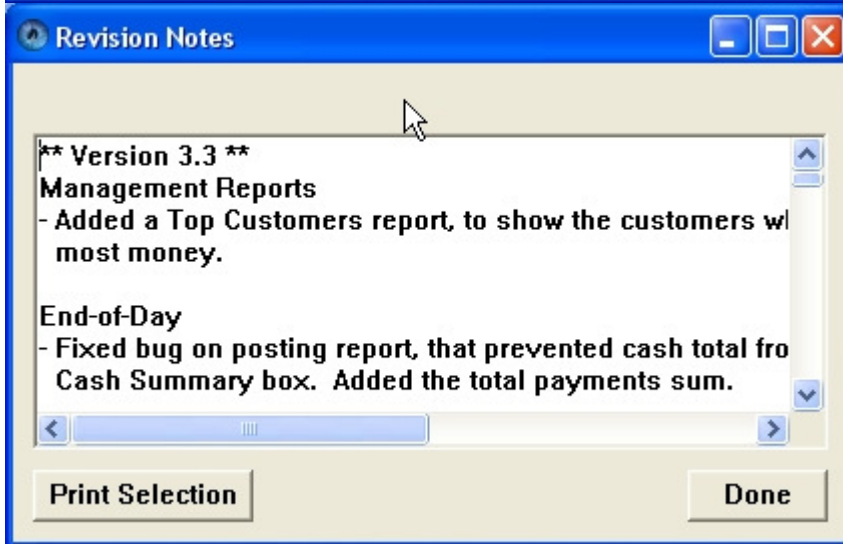 Revision Notes
** Version 3.3 **
Management Reports
- Added a Top Customers report, to show the customers
most money.

End-of-Day
- Fixed bug on posting report, that prevented cash total
Cash Summary box.  Added the total payments sum.
Print Selection
Done